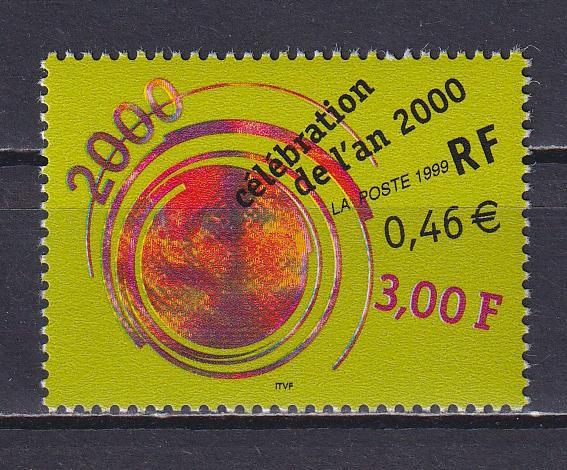 2000
célébration
de l'an 2000
LA POSTE 1999 RF
0,46 €
3,00 F
ITVF